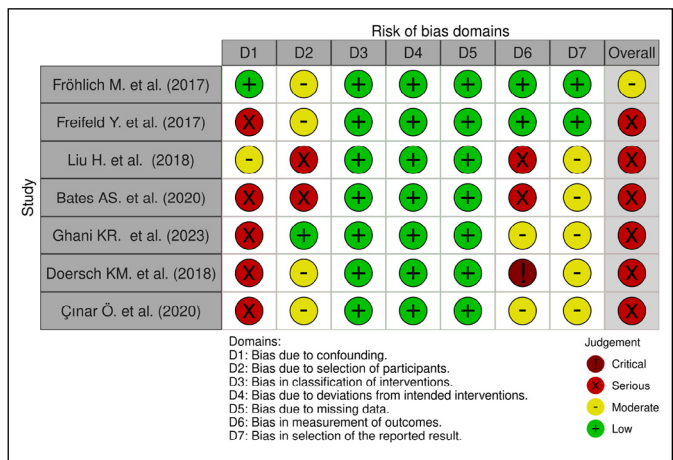 Risk of bias domains
D1 D2 D3 D4 D5 D6 D7 Overall
Study
Fröhlich M. et al. (2017) + - + + + + + -
Freifeld Y. et al. (2017) X - + + + + + X
Liu H. et al. (2018) - X + + + X - X
Bates AS. et al. (2020) X X + + + X - X
Ghani KR. et al. (2023) X + + + + - - X
Doersch KM. et al. (2018) X - + + + ! - X
Çınar Ö. et al. (2020) X - + + + - - X
Domains:
D1: Bias due to confounding.
D2: Bias due to selection of participants.
D3: Bias in classification of interventions.
D4: Bias due to deviations from intended interventions.
D5: Bias due to missing data.
D6: Bias in measurement of outcomes.
D7: Bias in selection of the reported result.
Judgement
! Critical
X Serious
- Moderate
+ Low